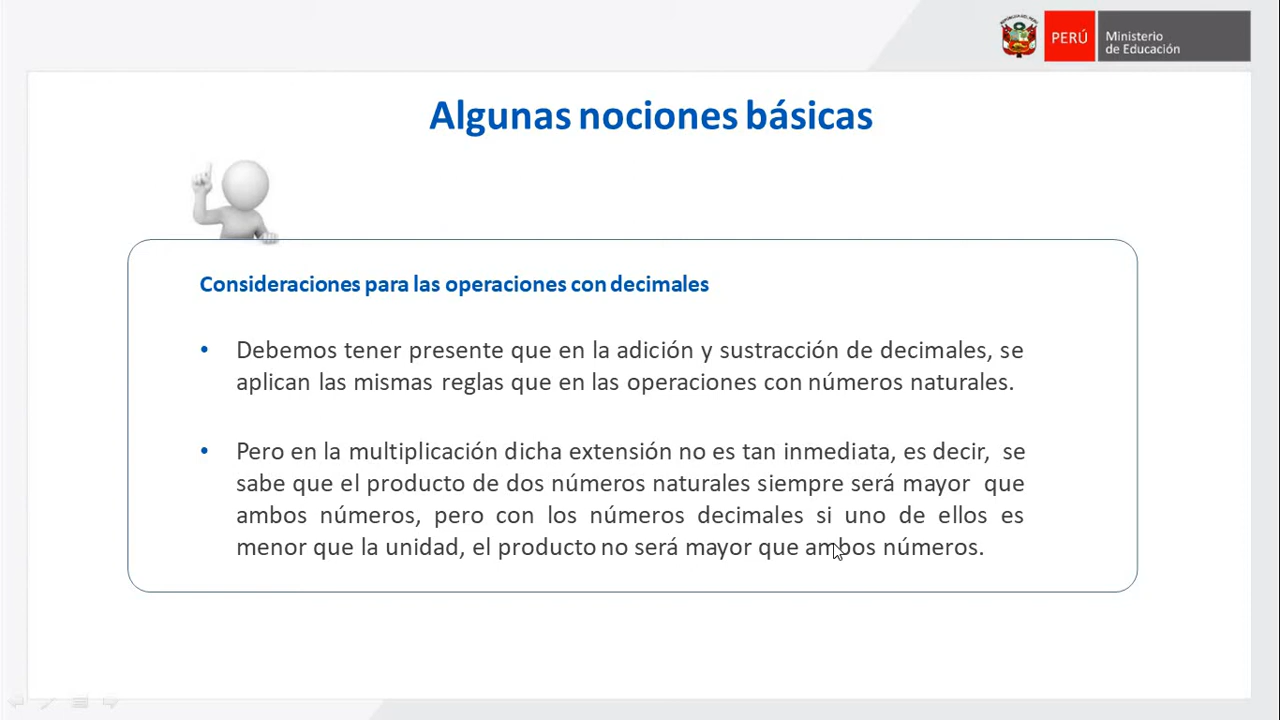 PERÚ
Ministerio
de Educación
Algunas nociones básicas
Consideraciones para las operaciones con decimales
• Debemos tener presente que en la adición y sustracción de decimales, se
aplican las mismas reglas que en las operaciones con números naturales.
• Pero en la multiplicación dicha extensión no es tan inmediata, es decir, se
sabe que el producto de dos números naturales siempre será mayor que
ambos números, pero con los números decimales si uno de ellos es
menor que la unidad, el producto no será mayor que ambos números.